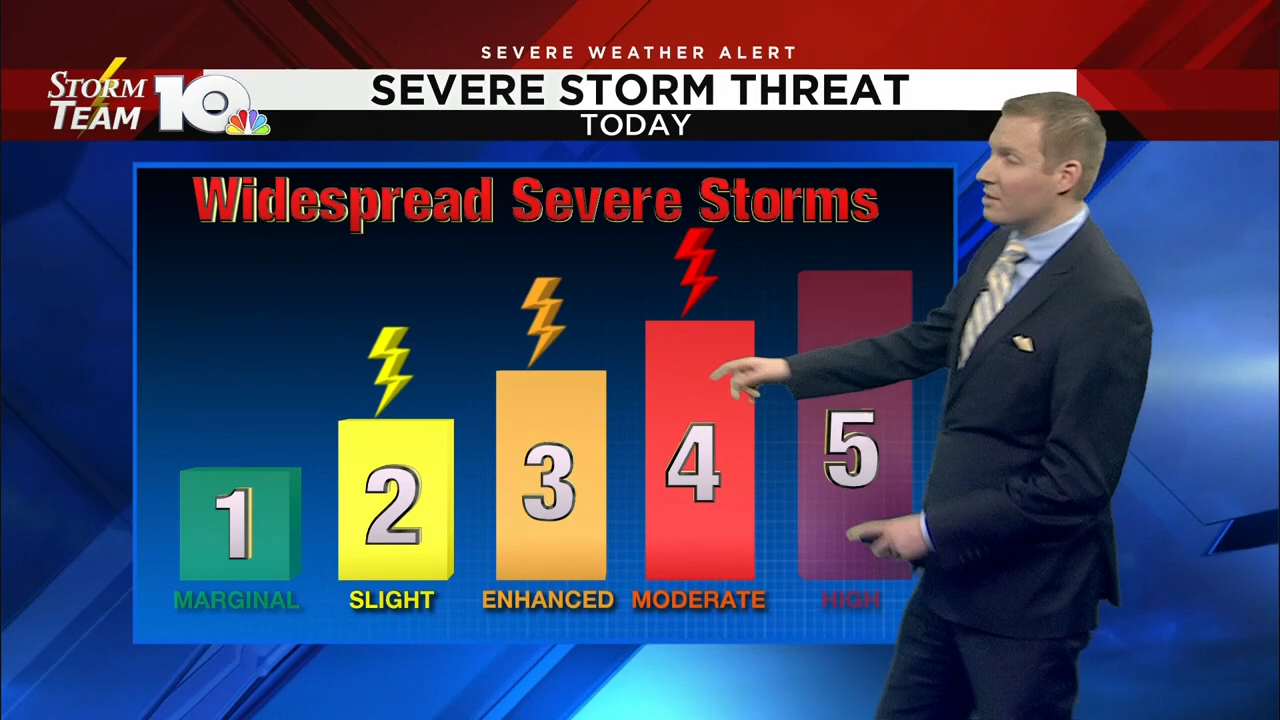 SEVERE WEATHER ALERT
STORM
TEAM 10
SEVERE STORM THREAT
TODAY
Widespread Severe Storms
1
2
3
4
5
MARGINAL
SLIGHT
ENHANCED
MODERATE
HIGH